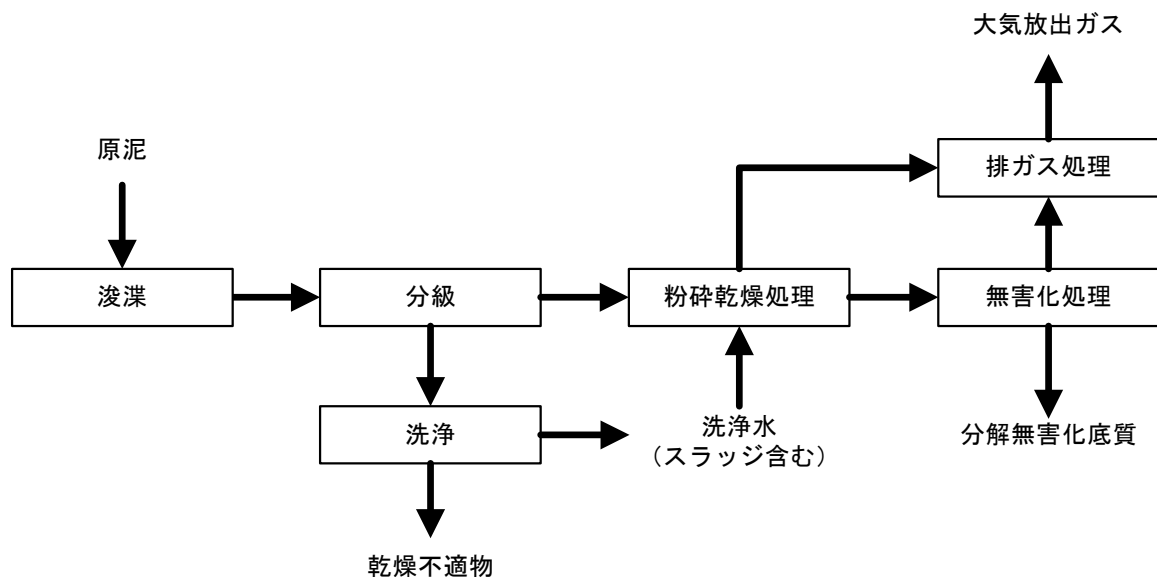 大気放出ガス
原泥
排ガス処理
浚渫
分級
粉砕乾燥処理
無害化処理
洗浄
洗浄水
（スラッジ含む）
分解無害化底質
乾燥不適物